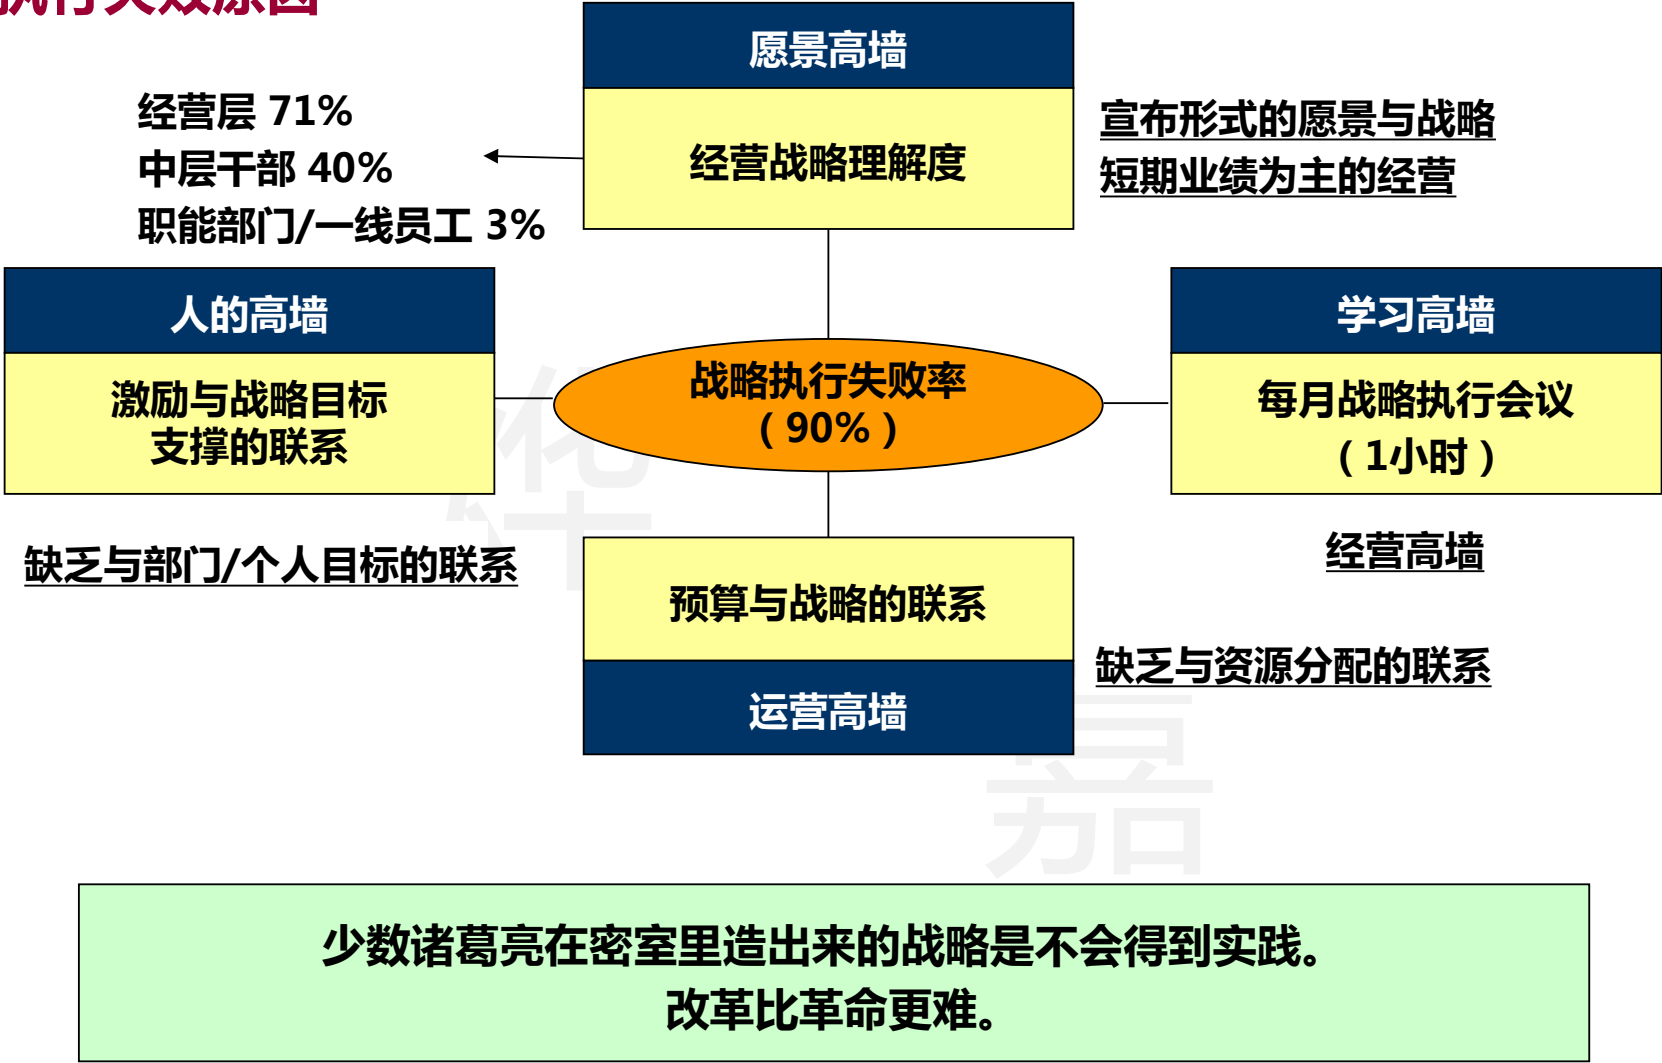 执行失败原因
愿景高墙
经营战略理解度
经营层 71%
中层干部 40%
职能部门/一线员工 3%
宣布形式的愿景与战略
短期业绩为主的经营
人的高墙
激励与战略目标
支撑的联系
缺乏与部门/个人目标的联系
战略执行失败率
（90%）
学习高墙
每月战略执行会议
（1小时）
经营高墙
预算与战略的联系
运营高墙
缺乏与资源分配的联系
嘉
少数诸葛亮在密室里造出来的战略是不会得到实践。
改革比革命更难。